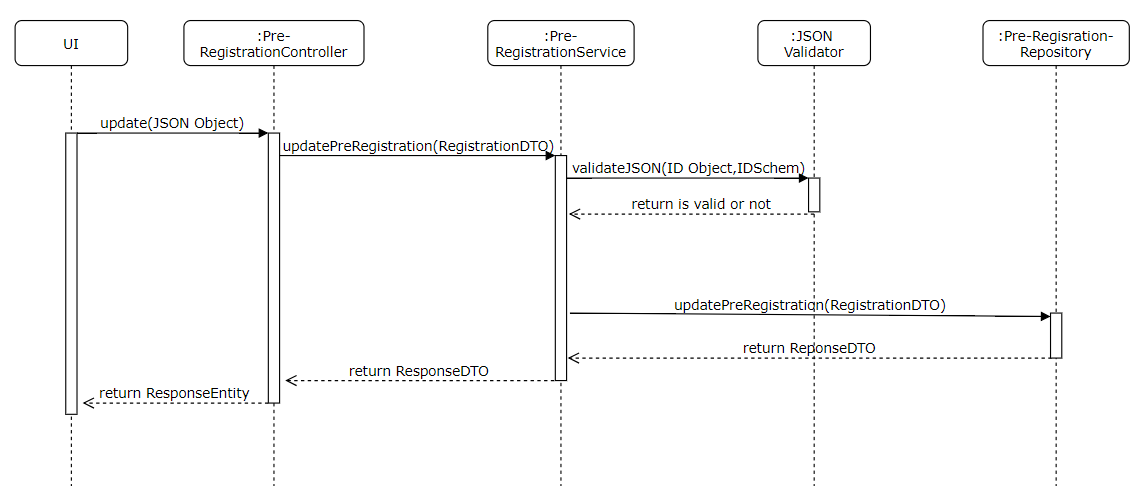 UI
:Pre-
RegistrationController
:Pre-
RegistrationService
:JSON
Validator
:Pre-Regisration-
Repository
update(JSON Object)
updatePreRegistration(RegistrationDTO)
validateJSON(ID Object,IDSchem)
return is valid or not
updatePreRegistration(RegistrationDTO)
return ReponseDTO
return ResponseDTO
return ResponseEntity